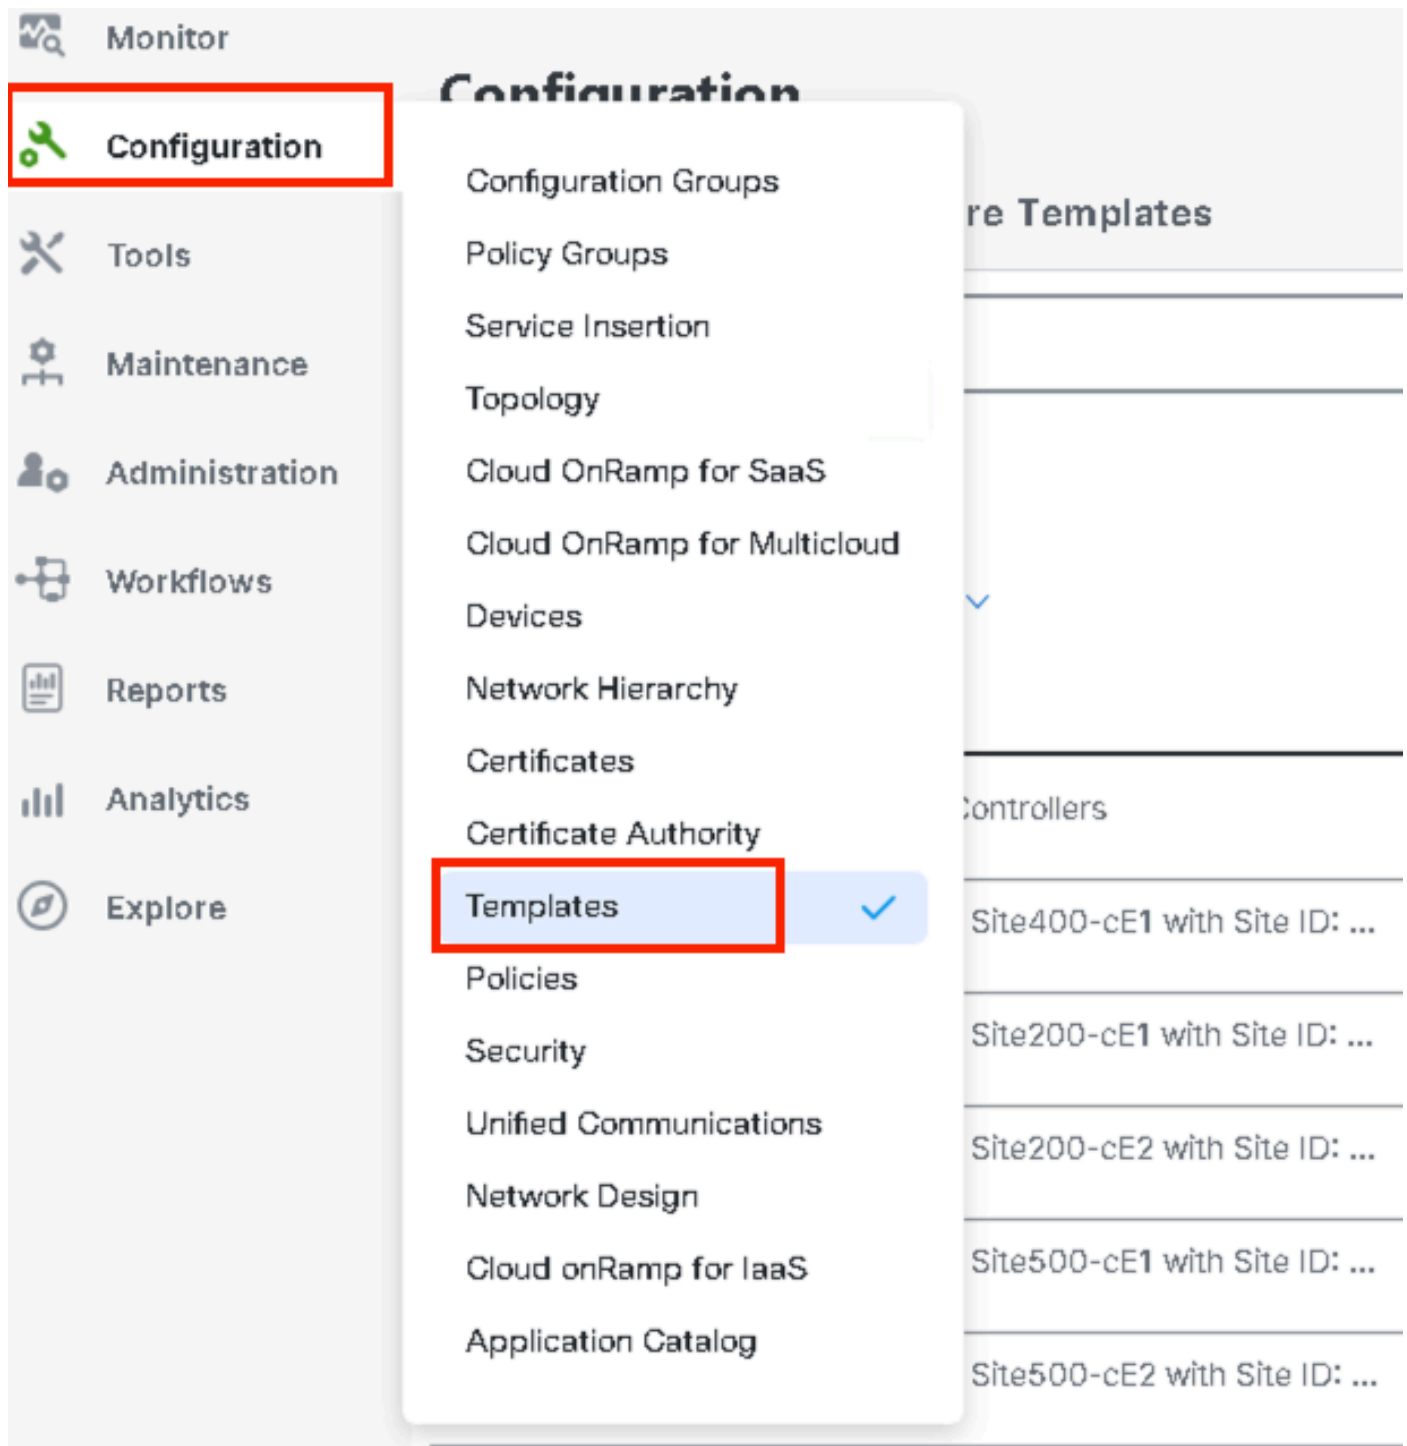 Monitor
Configuration
Tools
Maintenance
Administration
Workflows
Reports
Analytics
Explore
Configuration
Configuration Groups
Policy Groups
Service Insertion
Topology
Cloud OnRamp for SaaS
Cloud OnRamp for Multicloud
Devices
Network Hierarchy
Certificates
Certificate Authority
Templates
Policies
Security
Unified Communications
Network Design
Cloud onRamp for IaaS
Application Catalog
re Templates
ontrollers
Site400-cE1 with Site ID: ...
Site200-cE1 with Site ID: ...
Site200-cE2 with Site ID: ...
Site500-cE1 with Site ID: ...
Site500-cE2 with Site ID: ...